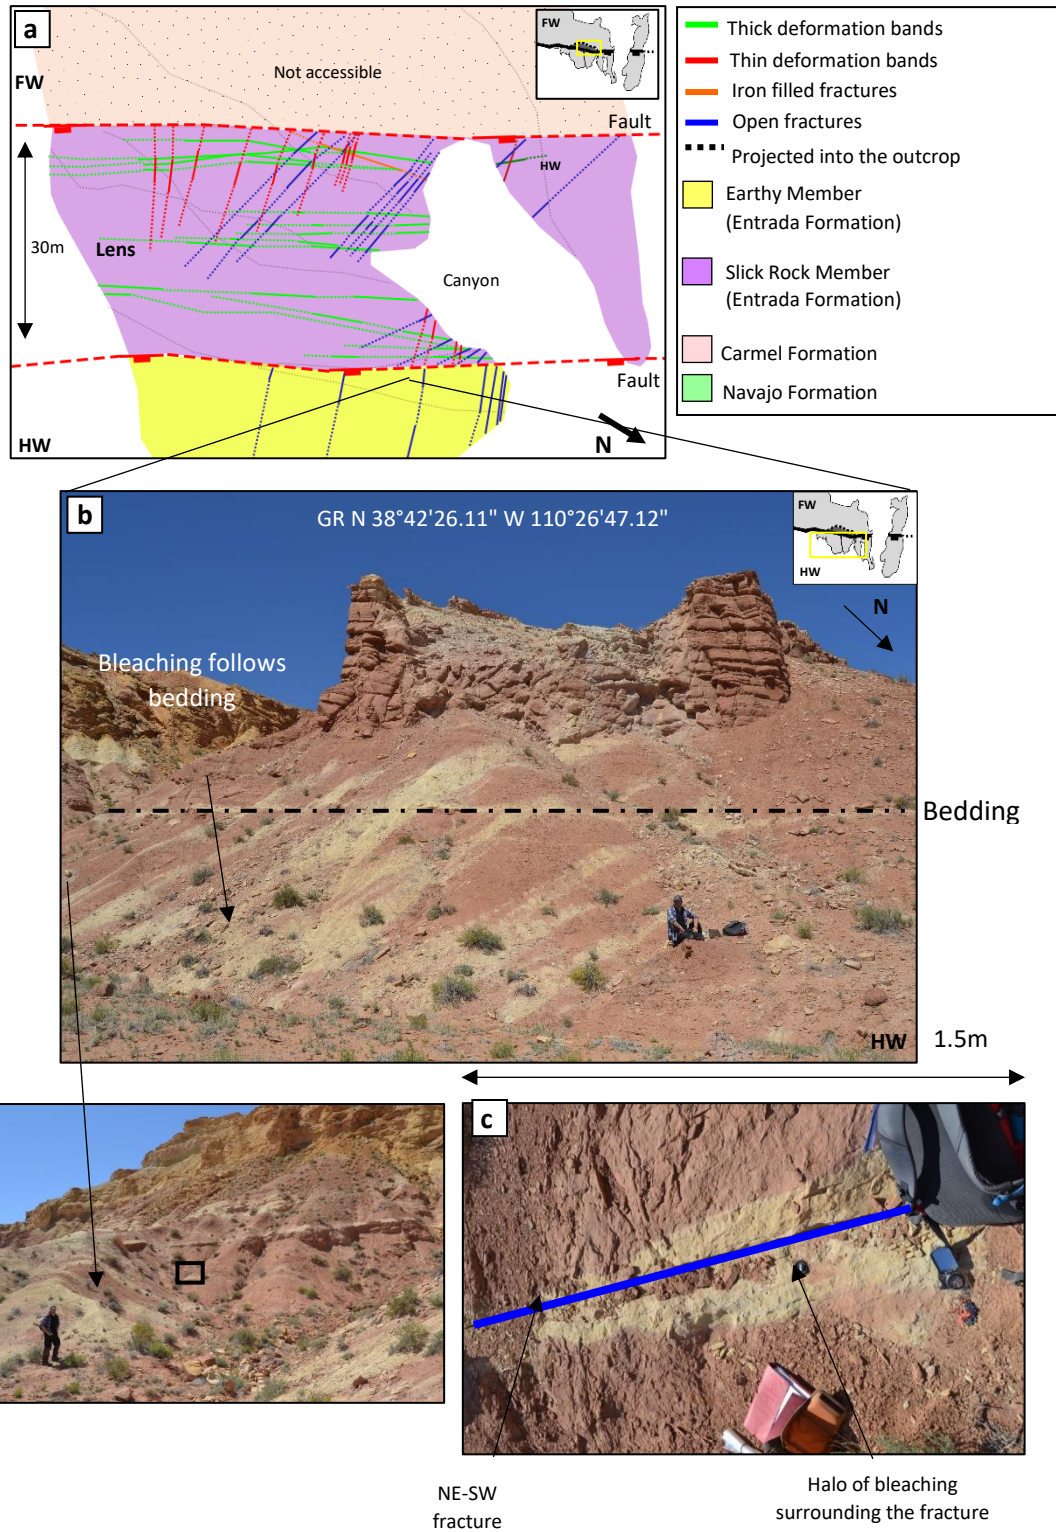 a
FW
Not accessible
FW
Fault
HW
30m
Lens
Canyon
Fault
HW
N
Thick deformation bands
Thin deformation bands
Iron filled fractures
Open fractures
Projected into the outcrop
Earthy Member
(Entrada Formation)
Slick Rock Member
(Entrada Formation)
Carmel Formation
Navajo Formation
b
GR N 38°42'26.11" W 110°26'47.12"
FW
HW
N
Bleaching follows
bedding
Bedding
HW
1.5m
c
NE-SW
fracture
Halo of bleaching
surrounding the fracture